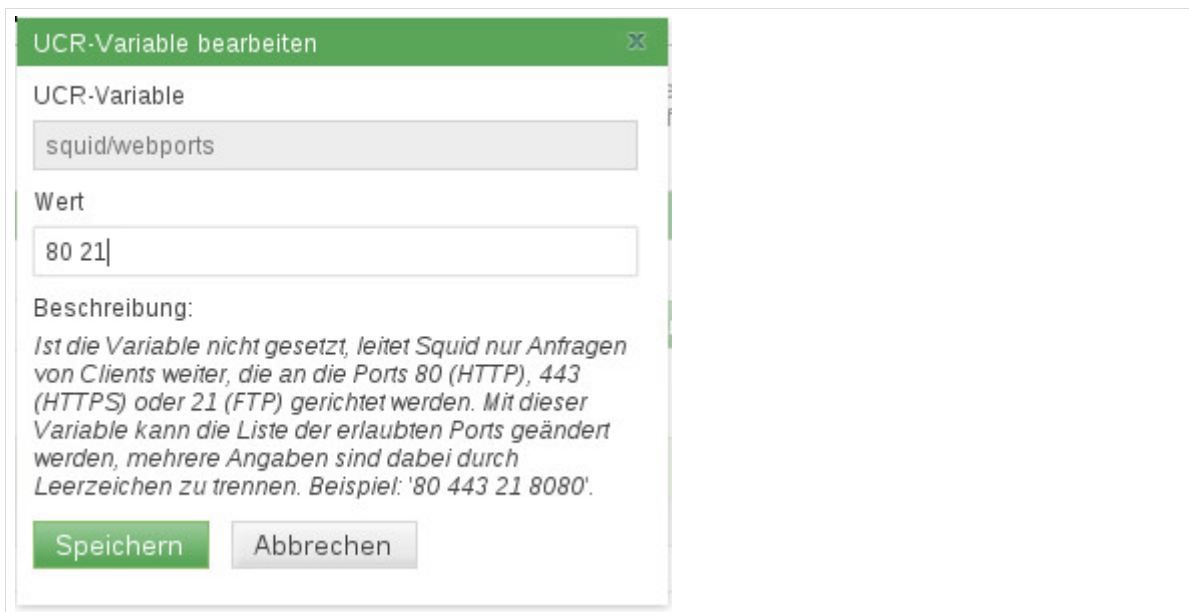 UCR-Variable bearbeiten
UCR-Variable
squid/webports
Wert
80 21
Beschreibung:
Ist die Variable nicht gesetzt, leitet Squid nur Anfragen
von Clients weiter, die an die Ports 80 (HTTP), 443
(HTTPS) oder 21 (FTP) gerichtet werden. Mit dieser
Variable kann die Liste der erlaubten Ports geändert
werden, mehrere Angaben sind dabei durch
Leerzeichen zu trennen. Beispiel: '80 443 21 8080'.
Speichern Abbrechen